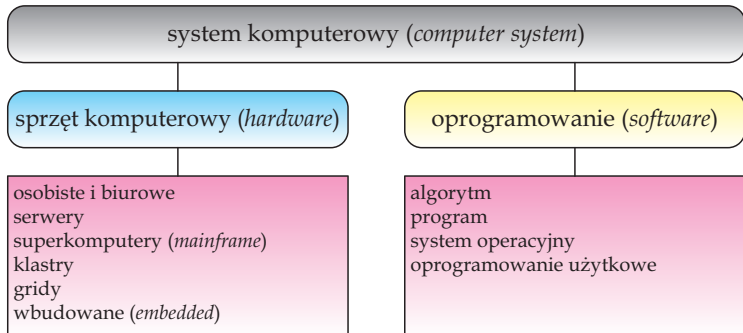 system komputerowy (computer system)
sprzęt komputerowy (hardware)
oprogramowanie (software)
osobiste i biurowe
serwery
superkomputery (mainframe)
klastry
gridy
wbudowane (embedded)
algorytm
program
system operacyjny
oprogramowanie użytkowe